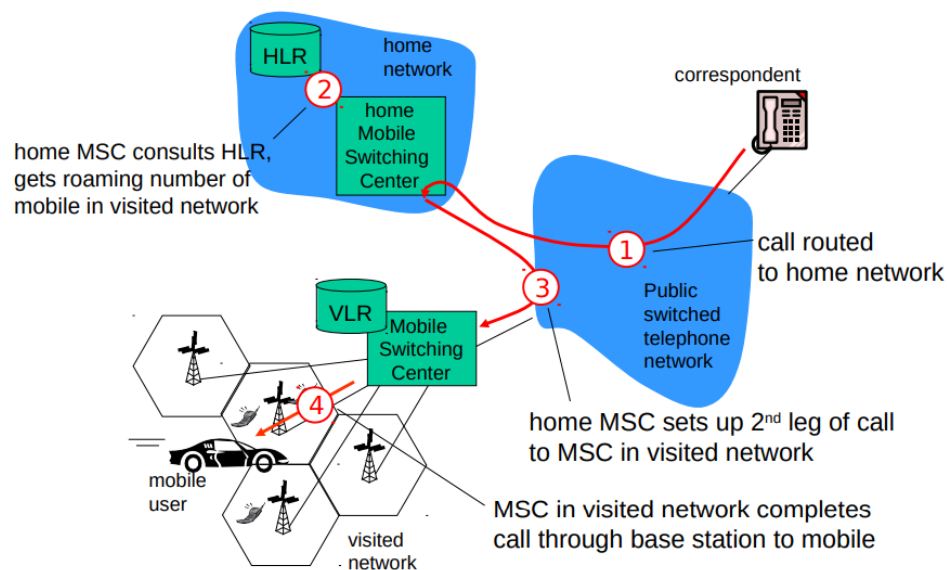 HLR
home
network
2
home
Mobile
Switching
Center
correspondent
home MSC consults HLR,
gets roaming number of
mobile in visited network
1
call routed
to home network
3
Public
switched
telephone
network
VLR
Mobile
Switching
Center
4
home MSC sets up 2nd leg of call
to MSC in visited network
mobile
user
MSC in visited network completes
call through base station to mobile
visited
network